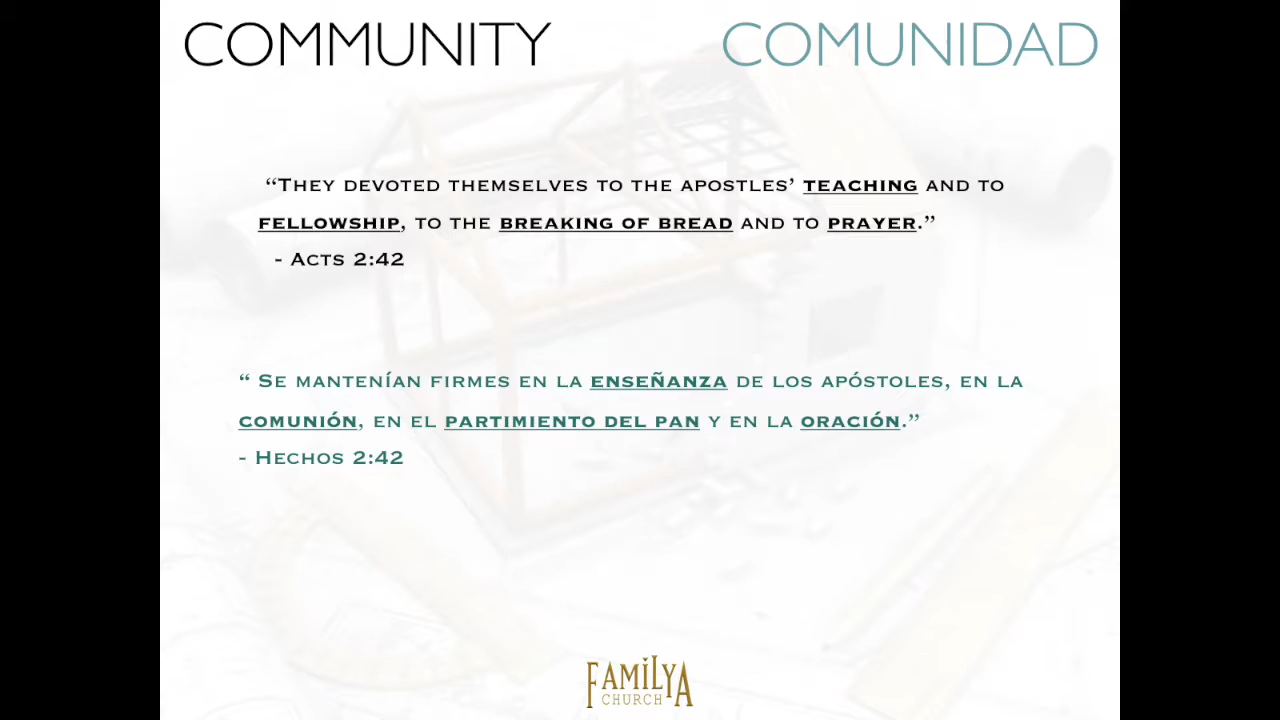 COMMUNITY COMUNIDAD
“THEY DEVOTED THEMSELVES TO THE APOSTLES’ TEACHING AND TO
FELLOWSHIP, TO THE BREAKING OF BREAD AND TO PRAYER.”
- ACTS 2:42
“ SE MANTENÍAN FIRMES EN LA ENSEÑANZA DE LOS APÓSTOLES, EN LA
COMUNIÓN, EN EL PARTIMIENTO DEL PAN Y EN LA ORACIÓN.”
- HECHOS 2:42
FAMiLYA
CHURCH